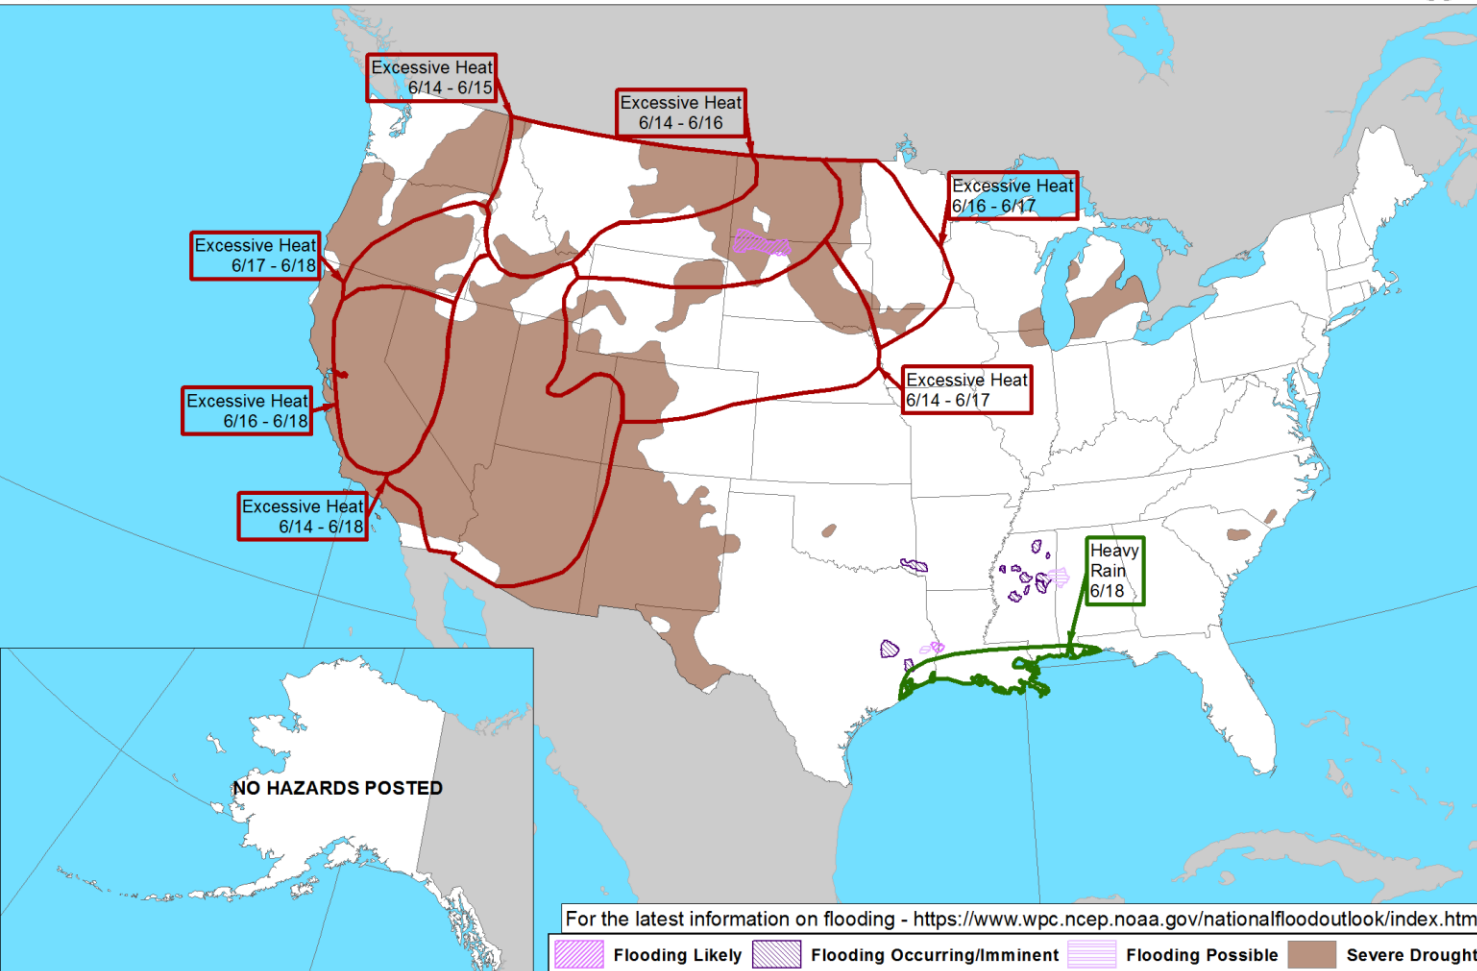 Excessive Heat
6/14 - 6/15
Excessive Heat
6/14 - 6/16
Excessive Heat
6/16 - 6/17
Excessive Heat
6/17 - 6/18
Excessive Heat
6/14 - 6/17
Excessive Heat
6/16 - 6/18
Excessive Heat
6/14 - 6/18
Heavy
Rain
6/18
NO HAZARDS POSTED
For the latest information on flooding - https://www.wpc.ncep.noaa.gov/nationalfloodoutlook/index.htm
Flooding Likely Flooding Occurring/Imminent Flooding Possible Severe Drought